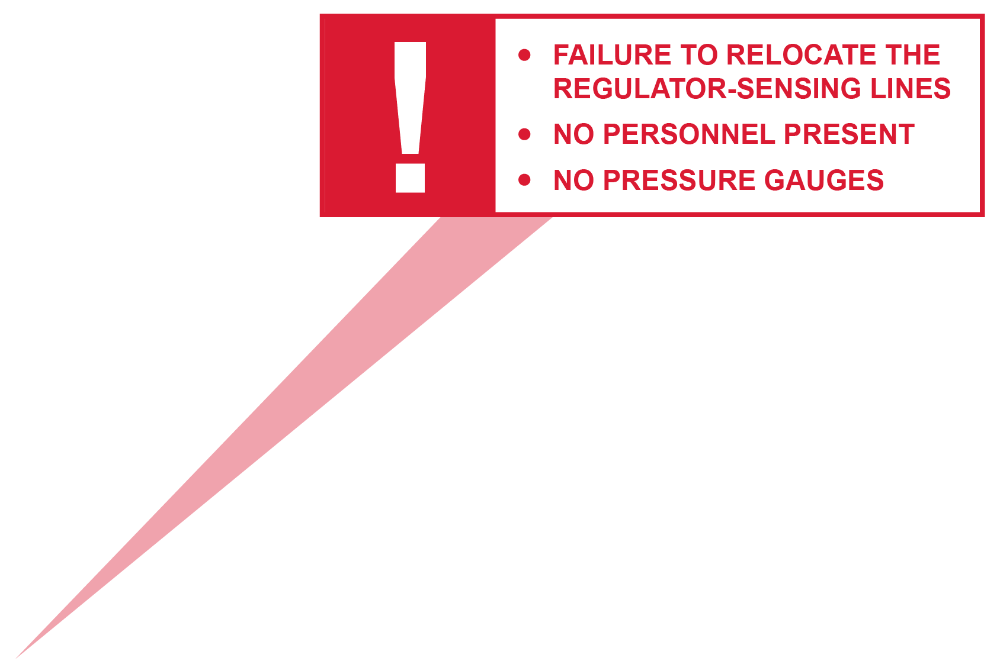 !
• FAILURE TO RELOCATE THE
REGULATOR-SENSING LINES
• NO PERSONNEL PRESENT
• NO PRESSURE GAUGES